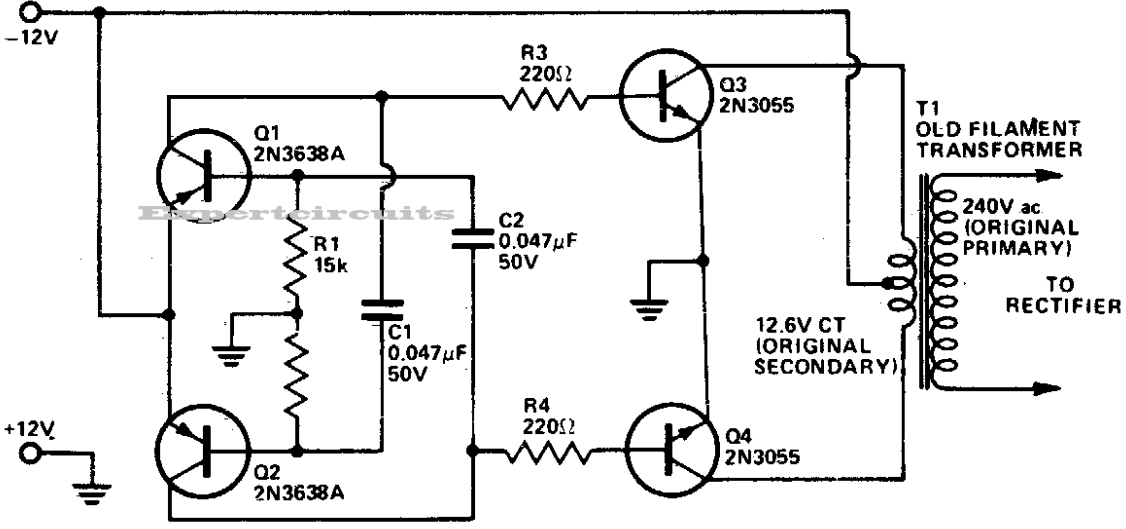 −12V
R3
220Ω
Q3
2N3055
T1
OLD FILAMENT
TRANSFORMER
Q1
2N3638A
240V ac
(ORIGINAL
PRIMARY)
Expertcircuits
R1
15k
C2
0.047μF
50V
TO
RECTIFIER
C1
0.047μF
50V
12.6V CT
(ORIGINAL
SECONDARY)
R4
220Ω
+12V
Q2
2N3638A
Q4
2N3055